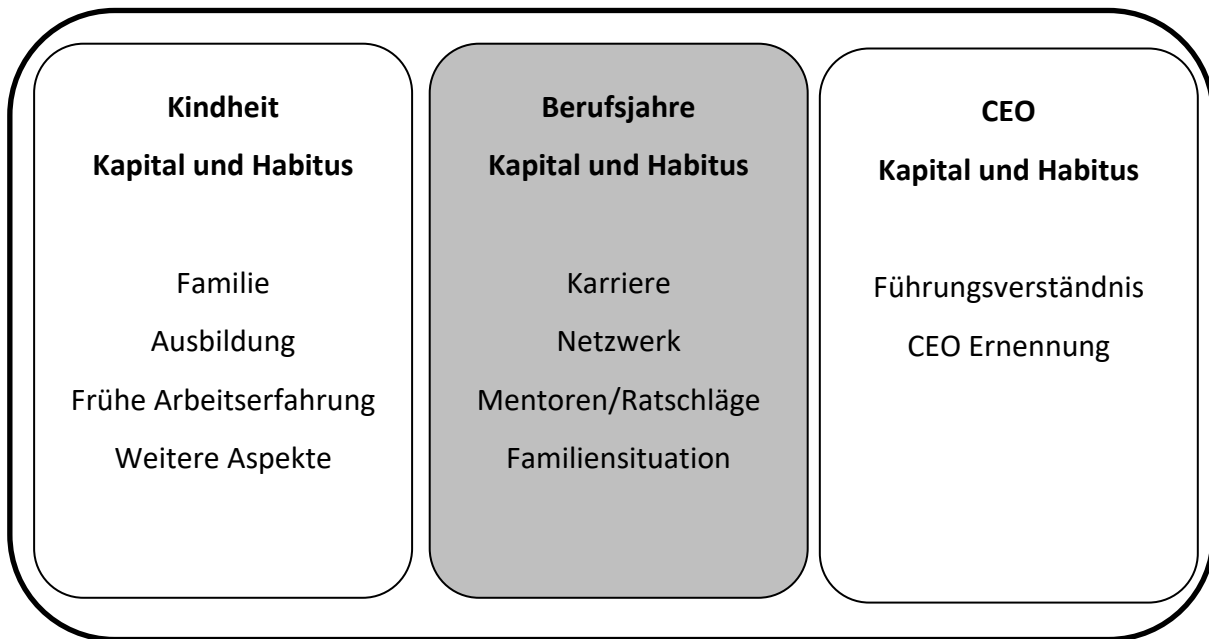 Kindheit
Kapital und Habitus
Familie
Ausbildung
Frühe Arbeitserfahrung
Weitere Aspekte
Berufsjahre
Kapital und Habitus
Karriere
Netzwerk
Mentoren/Ratschläge
Familiensituation
CEO
Kapital und Habitus
Führungsverständnis
CEO Ernennung